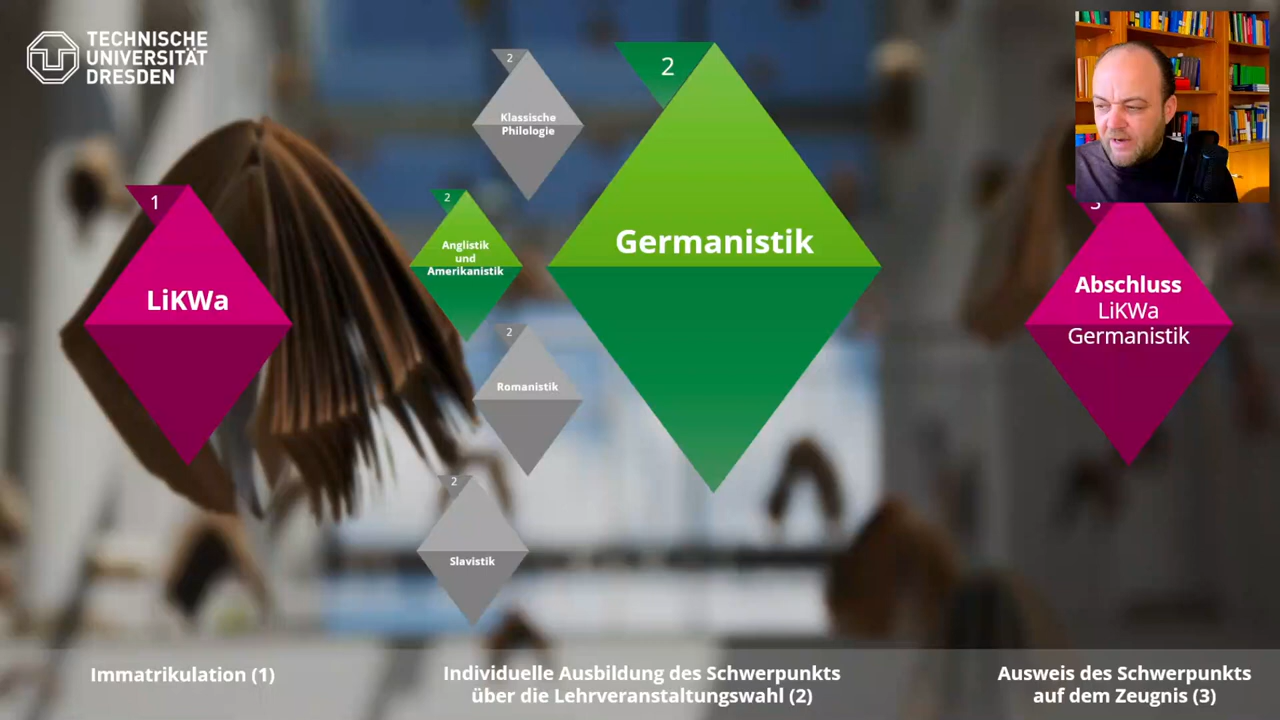 TECHNISCHE
UNIVERSITÄT
DRESDEN
1
LiKWa
2
Klassische
Philologie
2
Anglistik
und
Amerikanistik
2
Romanistik
2
Slavistik
2
Germanistik
3
Abschluss
LiKWa
Germanistik
Immatrikulation (1)
Individuelle Ausbildung des Schwerpunkts
über die Lehrveranstaltungswahl (2)
Ausweis des Schwerpunkts
auf dem Zeugnis (3)